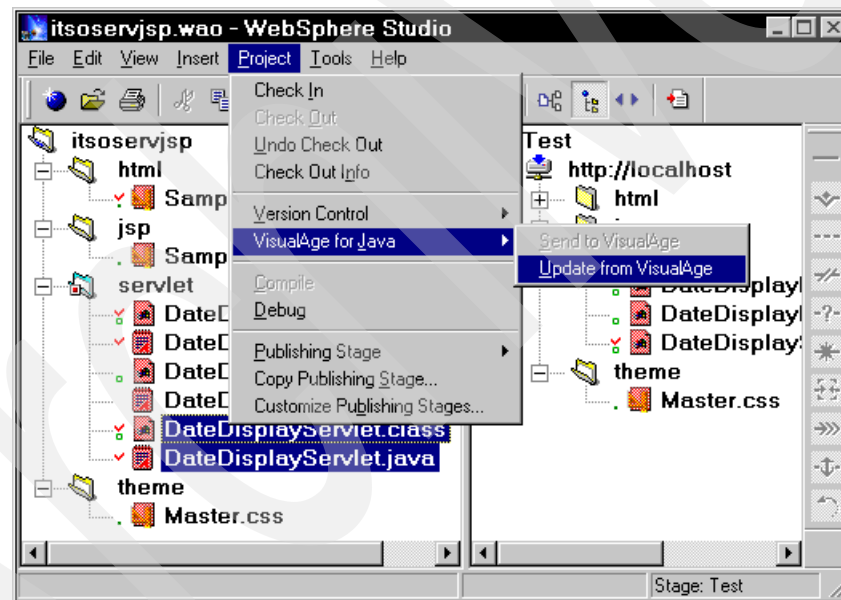 itsoservjsp.wao - WebSphere Studio
File Edit View Insert Project Tools Help
Check In
Check Out
Undo Check Out
Check Out Info
Version Control
VisualAge for Java
Compile
Debug
Publishing Stage
Copy Publishing Stage...
Customize Publishing Stages...
Send to VisualAge
Update from VisualAge
itsoservjsp
html
Samp
jsp
Samp
servlet
DateD
DateD
DateD
DateD
DateDisplayServlet.class
DateDisplayServlet.java
theme
Master.css
Test
http://localhost
html
DateDisplay
DateDisplay
DateDisplay
theme
Master.css
Stage: Test